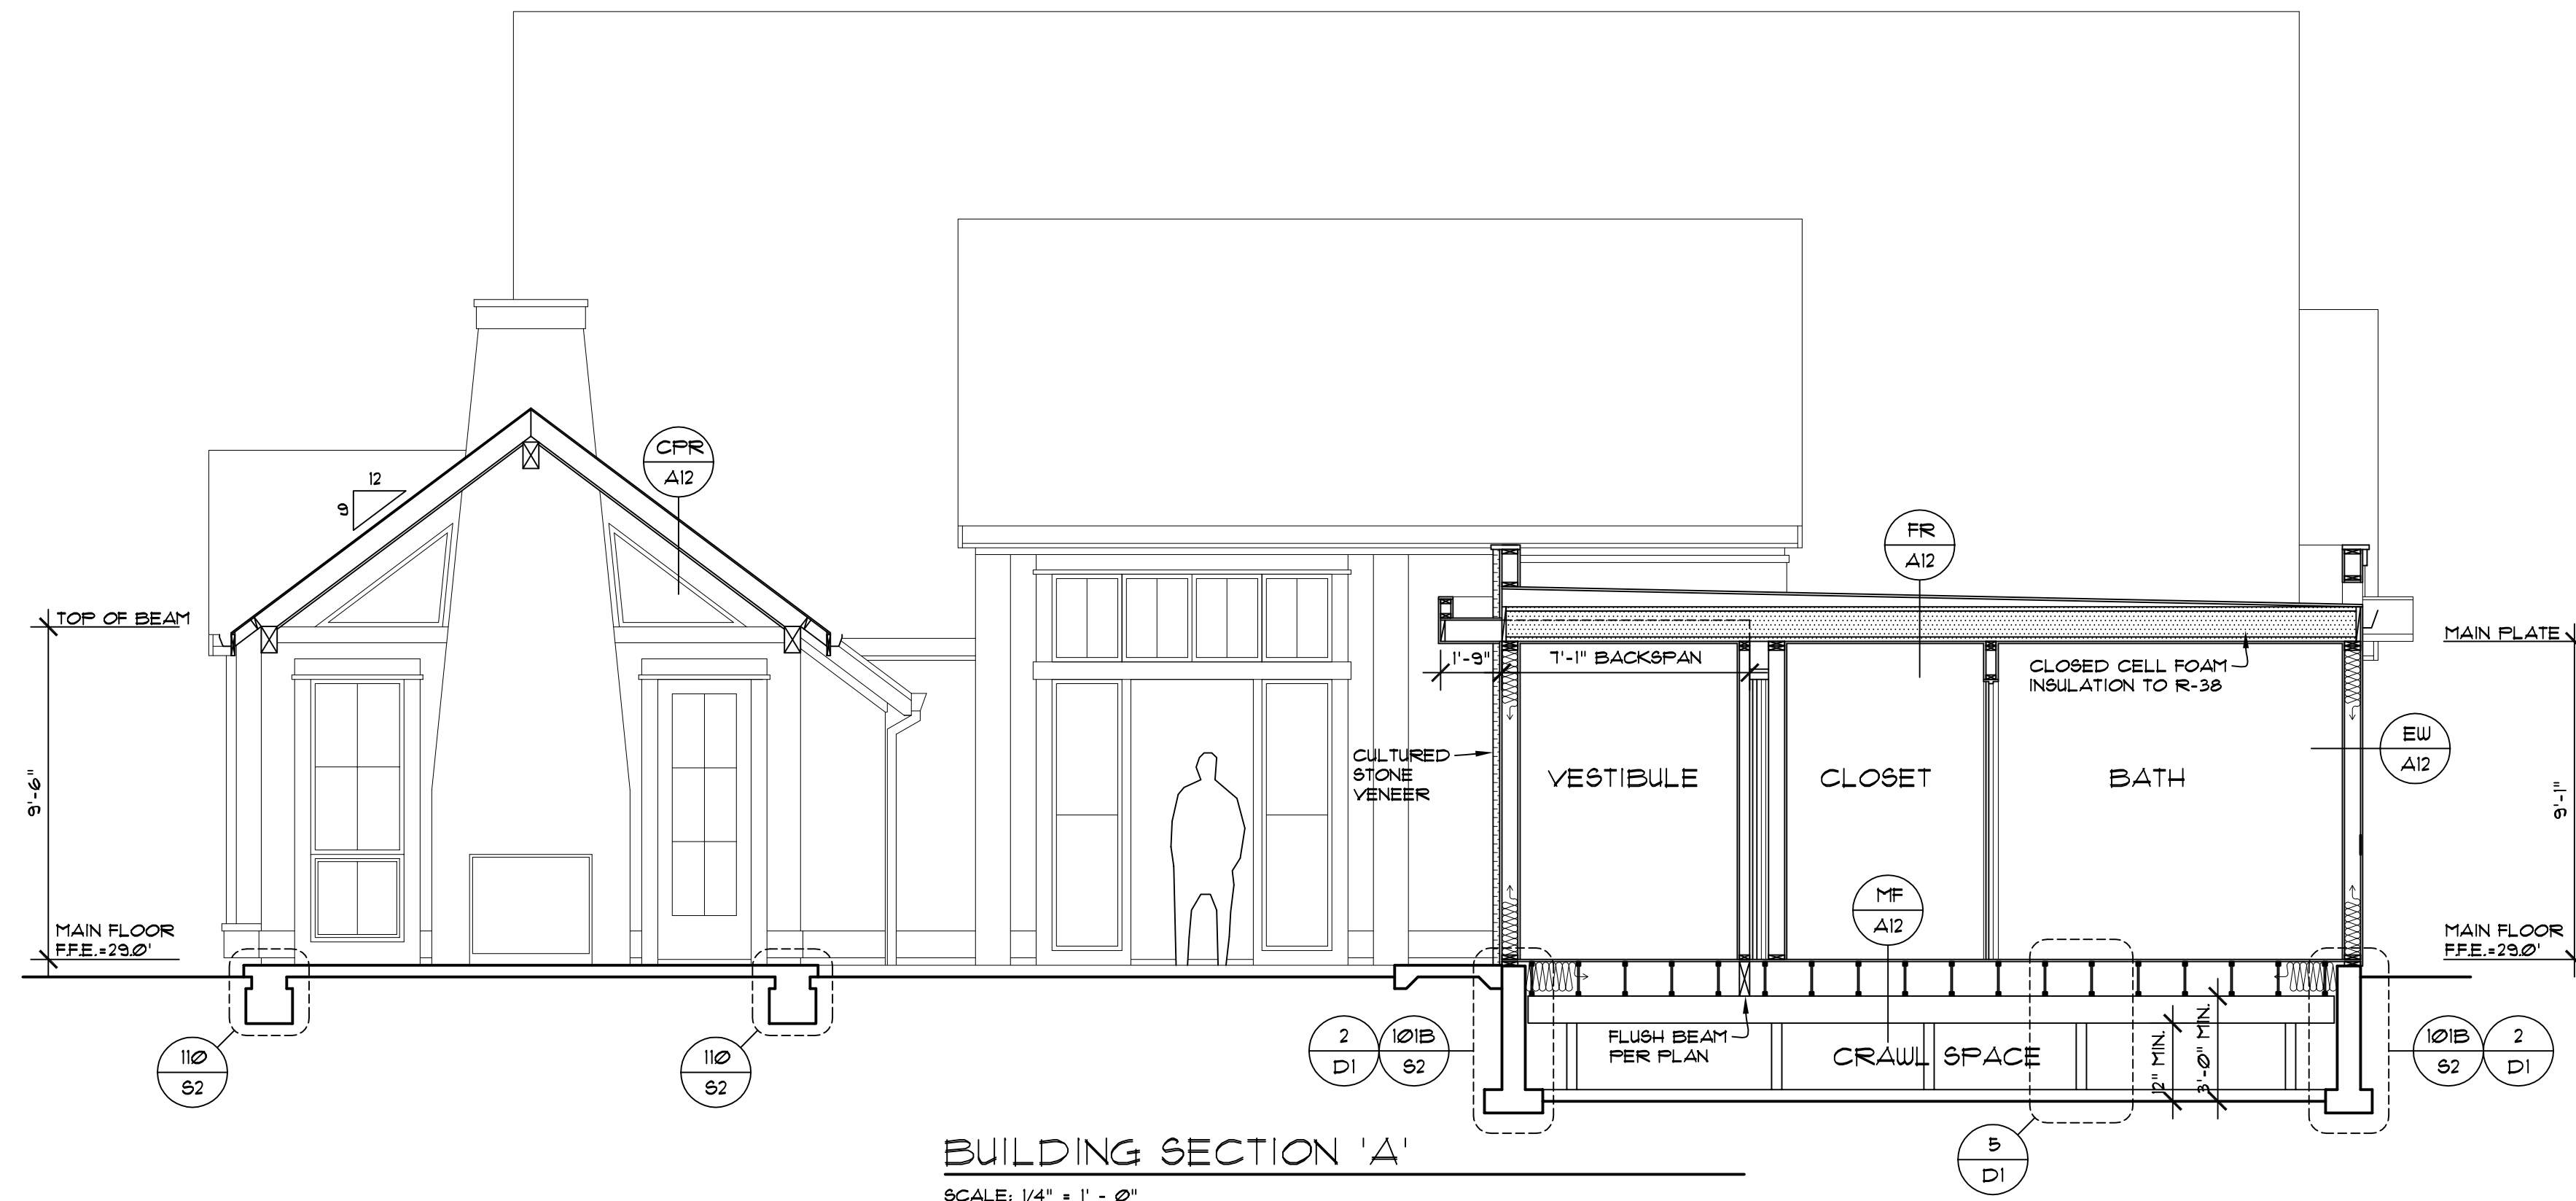 CPR
A12
12
9
FR
A12
TOP OF BEAM
MAIN PLATE
1'-9"
7'-1" BACKSPAN
CLOSED CELL FOAM
INSULATION TO R-38
EW
A12
CULTURED
STONE
VENEER
VESTIBULE
CLOSET
BATH
9'-6"
9'-1"
MF
A12
MAIN FLOOR
F.F.E.=29.0'
MAIN FLOOR
F.F.E.=29.0'
FLUSH BEAM
PER PLAN
CRAWL SPACE
12" MIN.
3'-0" MIN.
110
S2
110
S2
2
D1
101B
S2
101B
S2
2
D1
5
D1
BUILDING SECTION 'A'
SCALE: 1/4" = 1' - 0"